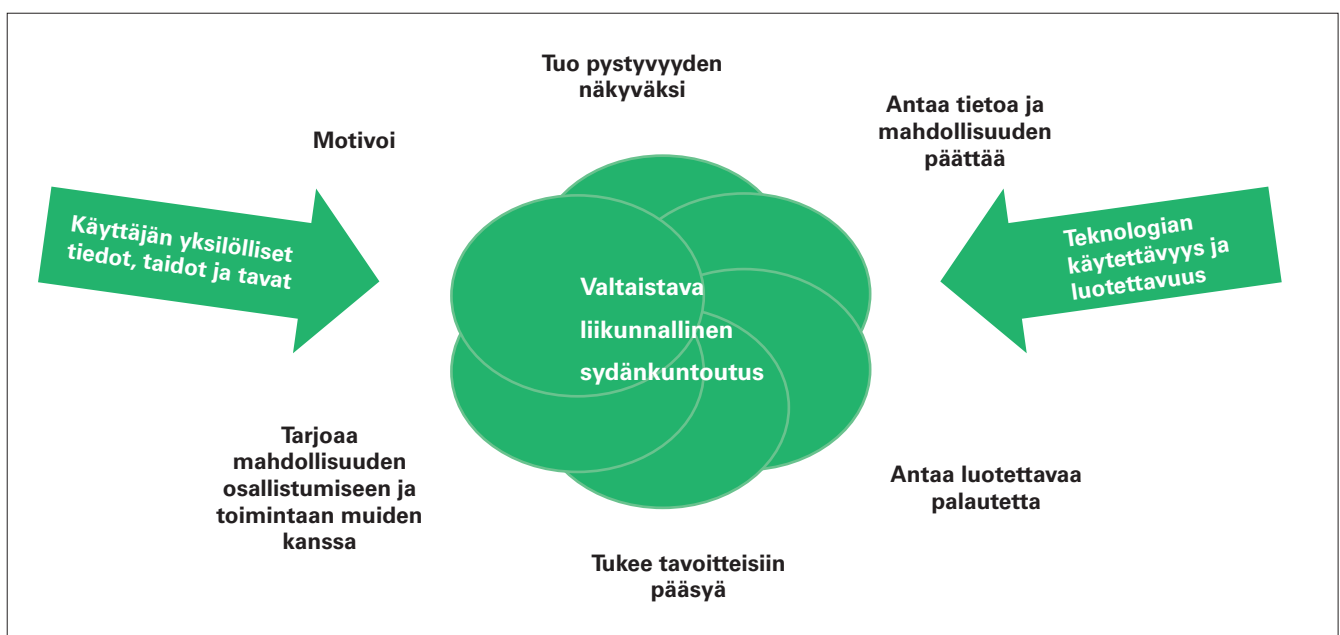 Tuo pystyvyyden
näkyväksi
Antaa tietoa ja
mahdollisuuden
päättää
Motivoi
Käyttäjän yksilölliset
tiedot, taidot ja tavat
Teknologian
käytettävyys ja
luotettavuus
Valtaistava
liikunnallinen
sydänkuntoutus
Tarjoaa
mahdollisuuden
osallistumiseen ja
toimintaan muiden
kanssa
Antaa luotettavaa
palautetta
Tukee tavoitteisiin
pääsyä